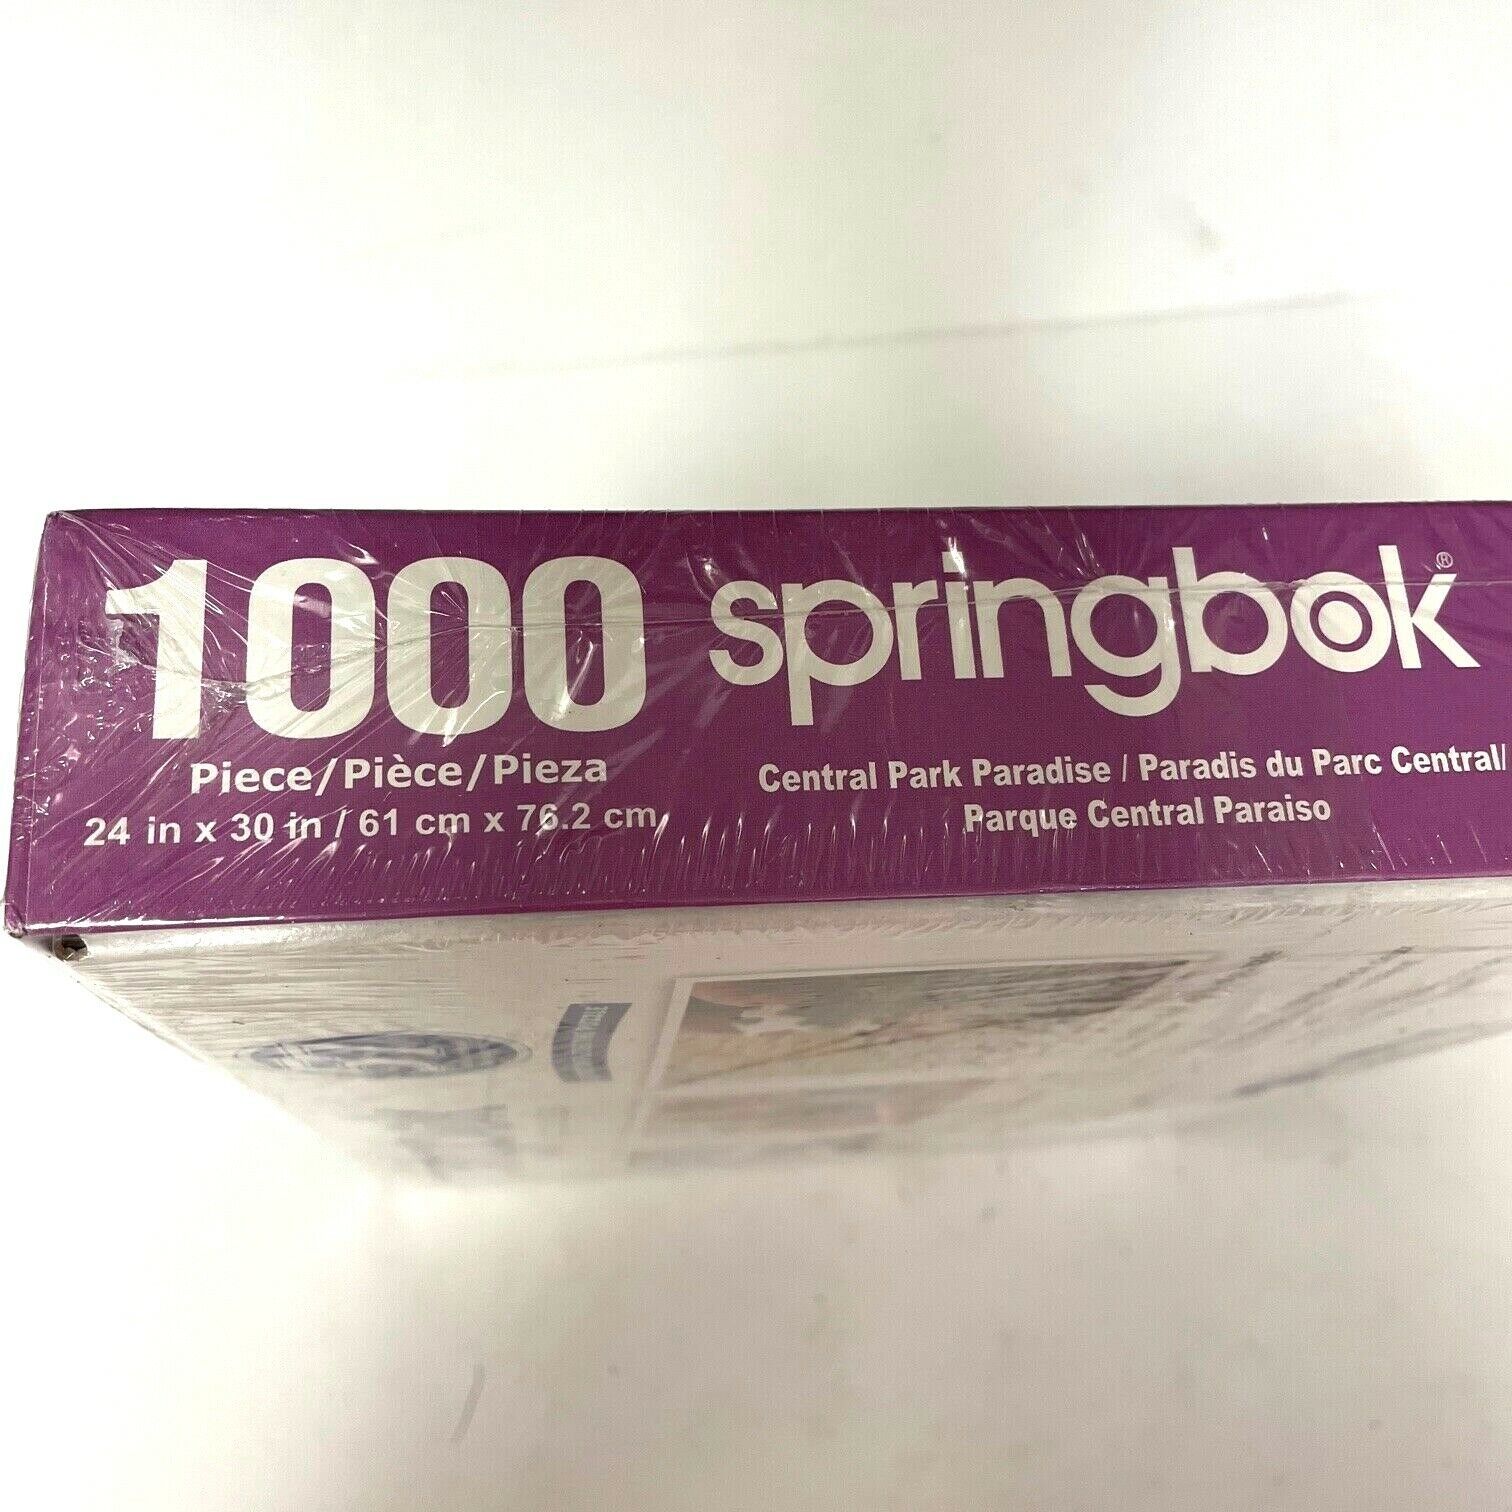 1000
springbok®
Piece/Pièce/Pieza
24 in x 30 in / 61 cm x 76.2 cm
Central Park Paradise / Paradis du Parc Central/
Parque Central Paraiso